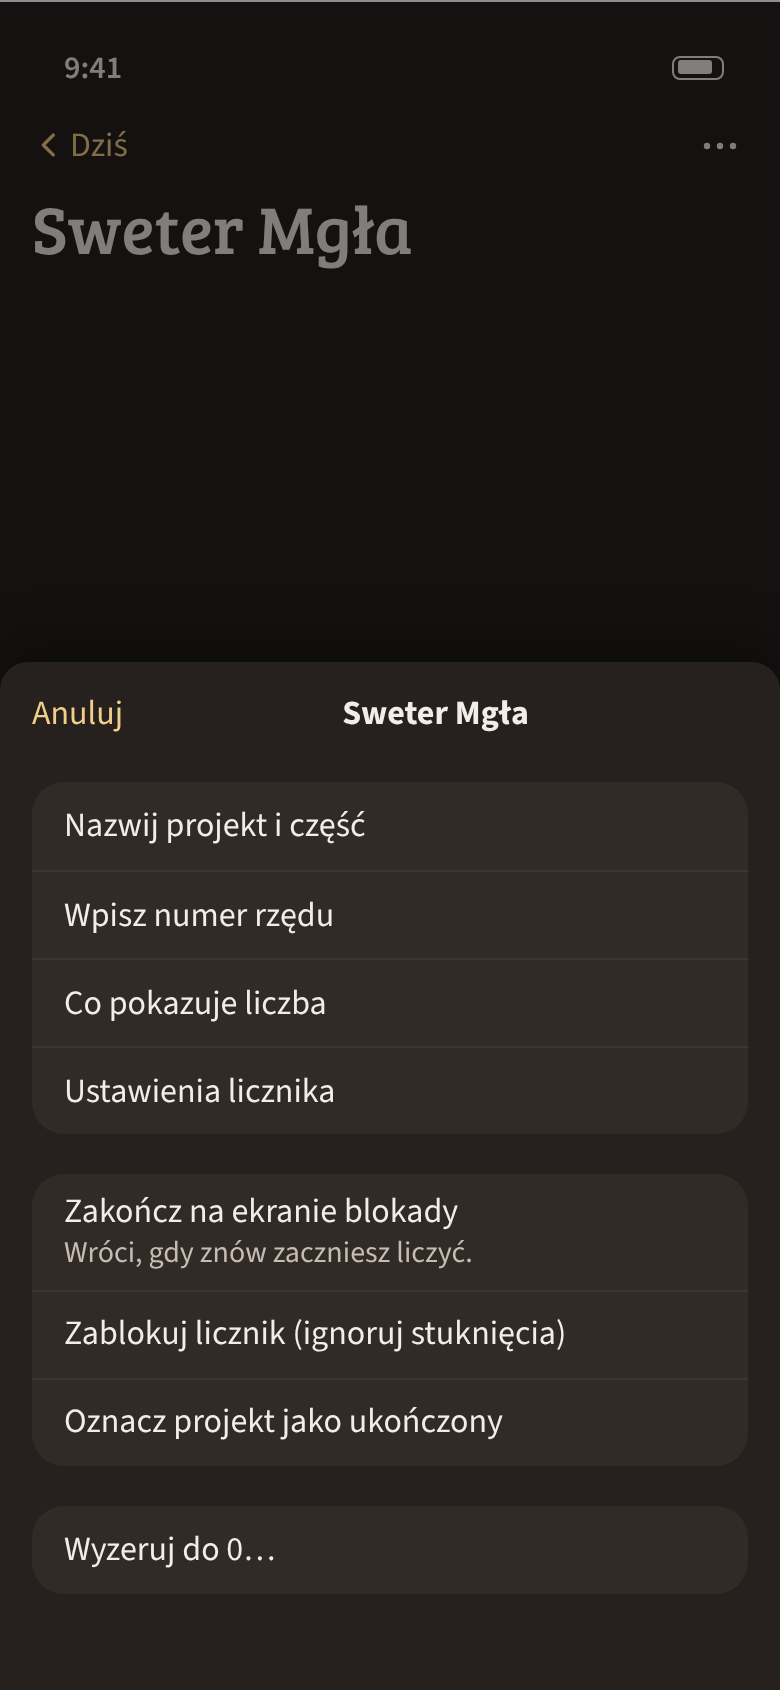 9:41
Dziś
Sweter Mgła
Anuluj
Sweter Mgła
Nazwij projekt i część
Wpisz numer rzędu
Co pokazuje liczba
Ustawienia licznika
Zakończ na ekranie blokady
Wróci, gdy znów zaczniesz liczyć.
Zablokuj licznik (ignoruj stuknięcia)
Oznacz projekt jako ukończony
Wyzeruj do 0…